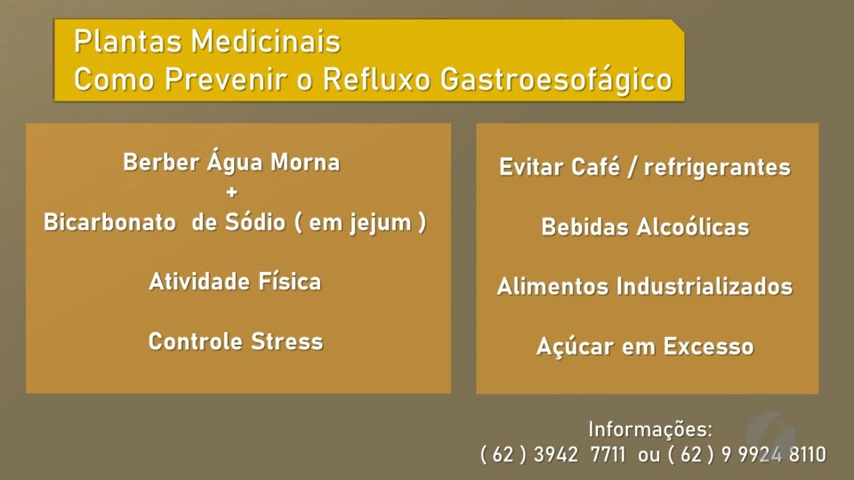 Plantas Medicinais
Como Prevenir o Refluxo Gastroesofágico
Berber Água Morna
+
Bicarbonato de Sódio ( em jejum )
Atividade Física
Controle Stress
Evitar Café / refrigerantes
Bebidas Alcoólicas
Alimentos Industrializados
Açúcar em Excesso
Informações:
( 62 ) 3942 7711 ou ( 62 ) 9 9924 8110